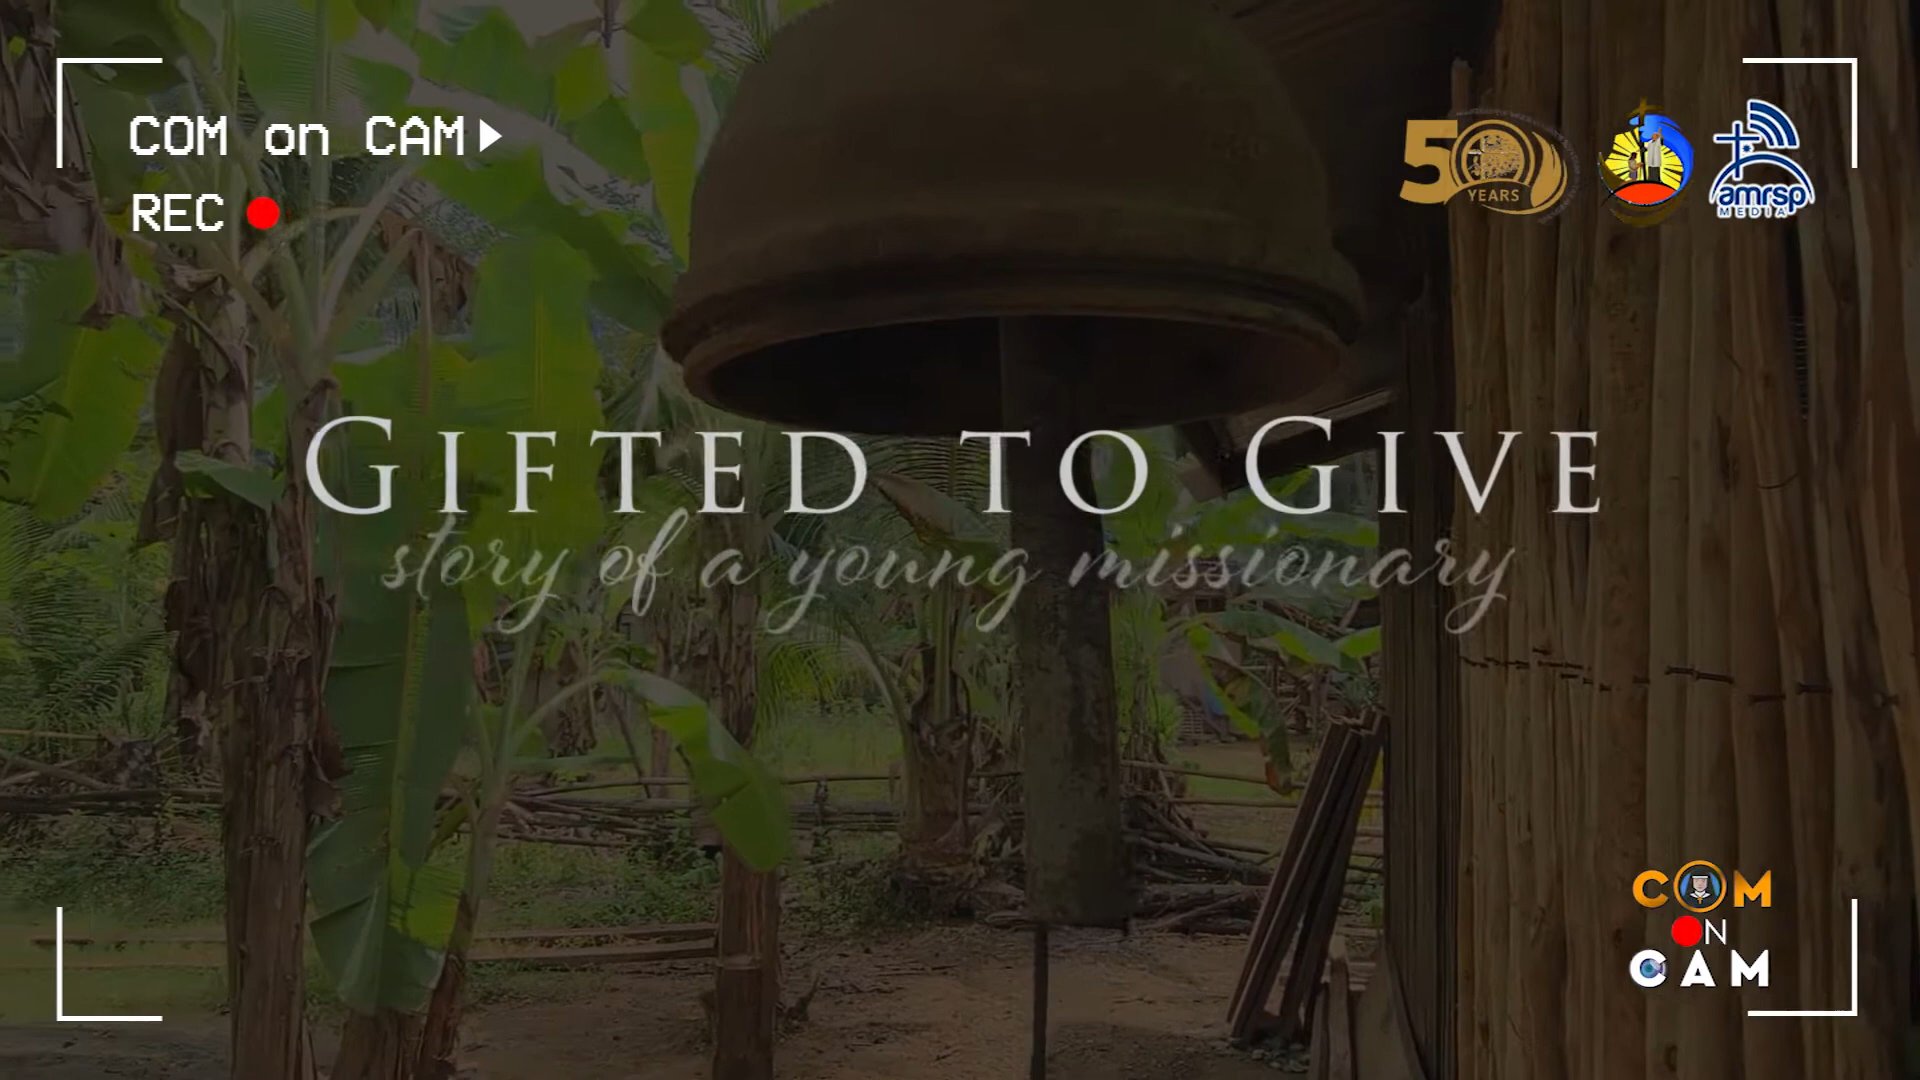 COM on CAM
REC
50 YEARS
amrsp
MEDIA
GIFTED TO GIVE
story of a young missionary
COM
ON
CAM